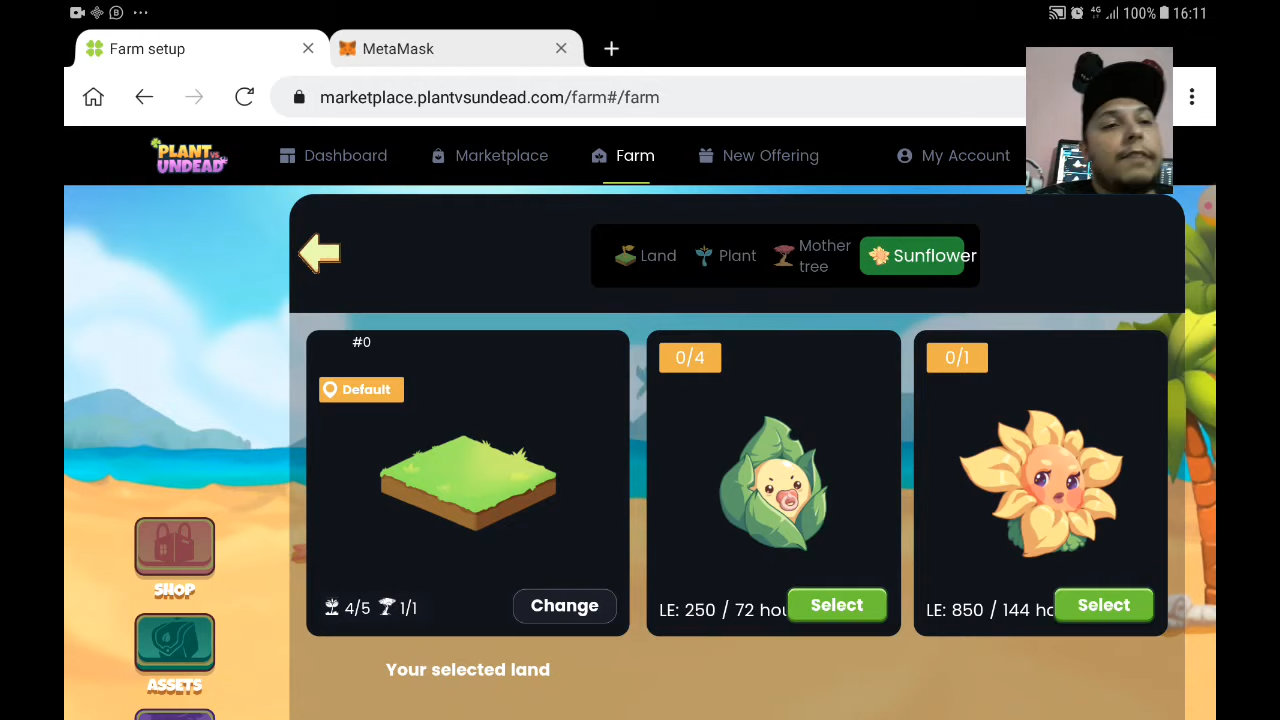 100% 16:11
Farm setup
MetaMask
marketplace.plantvsundead.com/farm#/farm
PLANT VS
UNDEAD
Dashboard
Marketplace
Farm
New Offering
My Account
Land
Plant
Mother
tree
Sunflower
#0
Default
4/5 1/1
Change
0/4
LE: 250 / 72 hou
Select
0/1
LE: 850 / 144 ho
Select
Your selected land
SHOP
ASSETS